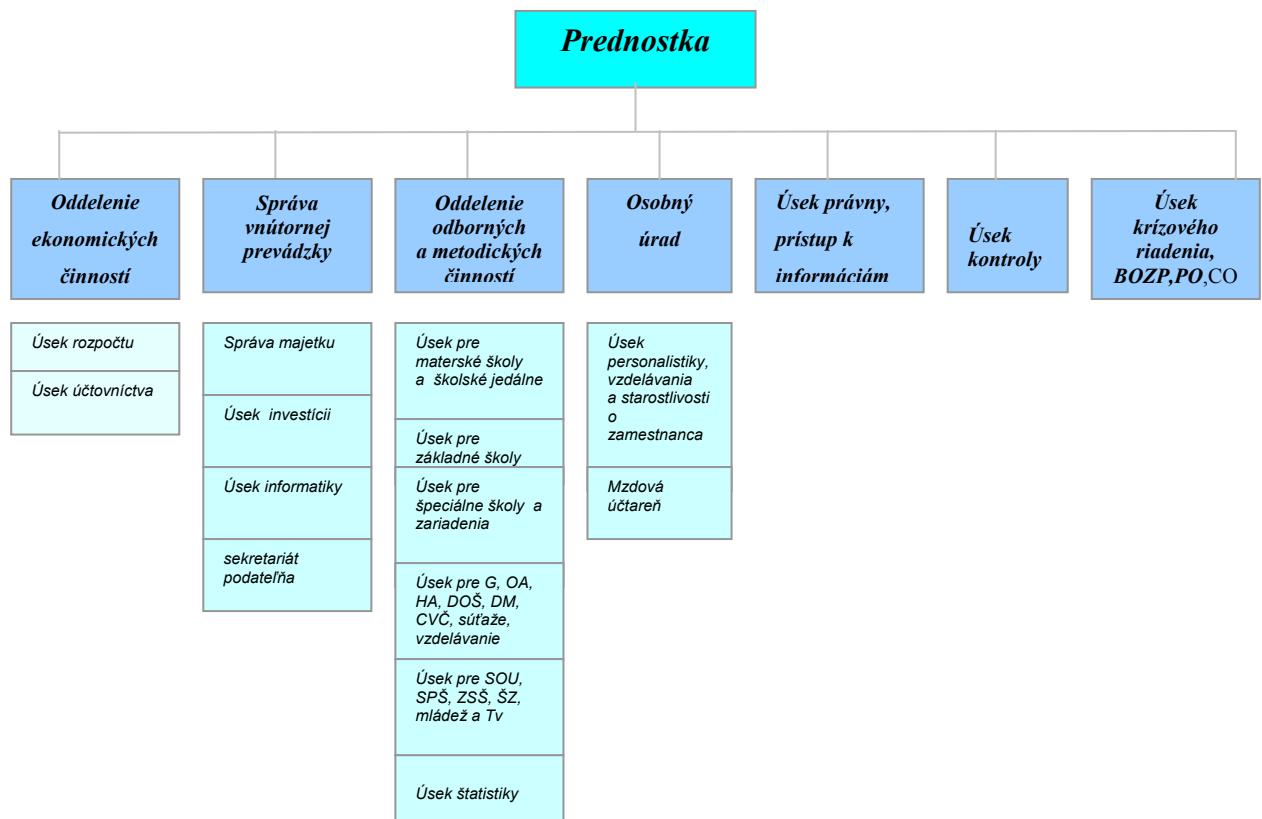 Prednostka
Oddelenie
ekonomických
činností
Správa
vnútornej
prevádzky
Oddelenie
odborných
a metodických
činností
Osobný
úrad
Úsek právny,
prístup k
informáciám
Úsek
kontroly
Úsek
krízového
riadenia,
BOZP,PO,CO
Úsek rozpočtu
Úsek účtovníctva
Správa majetku
Úsek investícii
Úsek informatiky
sekretariát
podateľňa
Úsek pre
materské školy
a školské jedálne
Úsek pre
základné školy
Úsek pre
špeciálne školy a
zariadenia
Úsek pre G, OA,
HA, DOŠ, DM,
CVČ, súťaže,
vzdelávanie
Úsek pre SOU,
SPŠ, ZSŠ, ŠZ,
mládež a Tv
Úsek štatistiky
Úsek
personalistiky,
vzdelávania
a starostlivosti
o
zamestnanca
Mzdová
účtareň